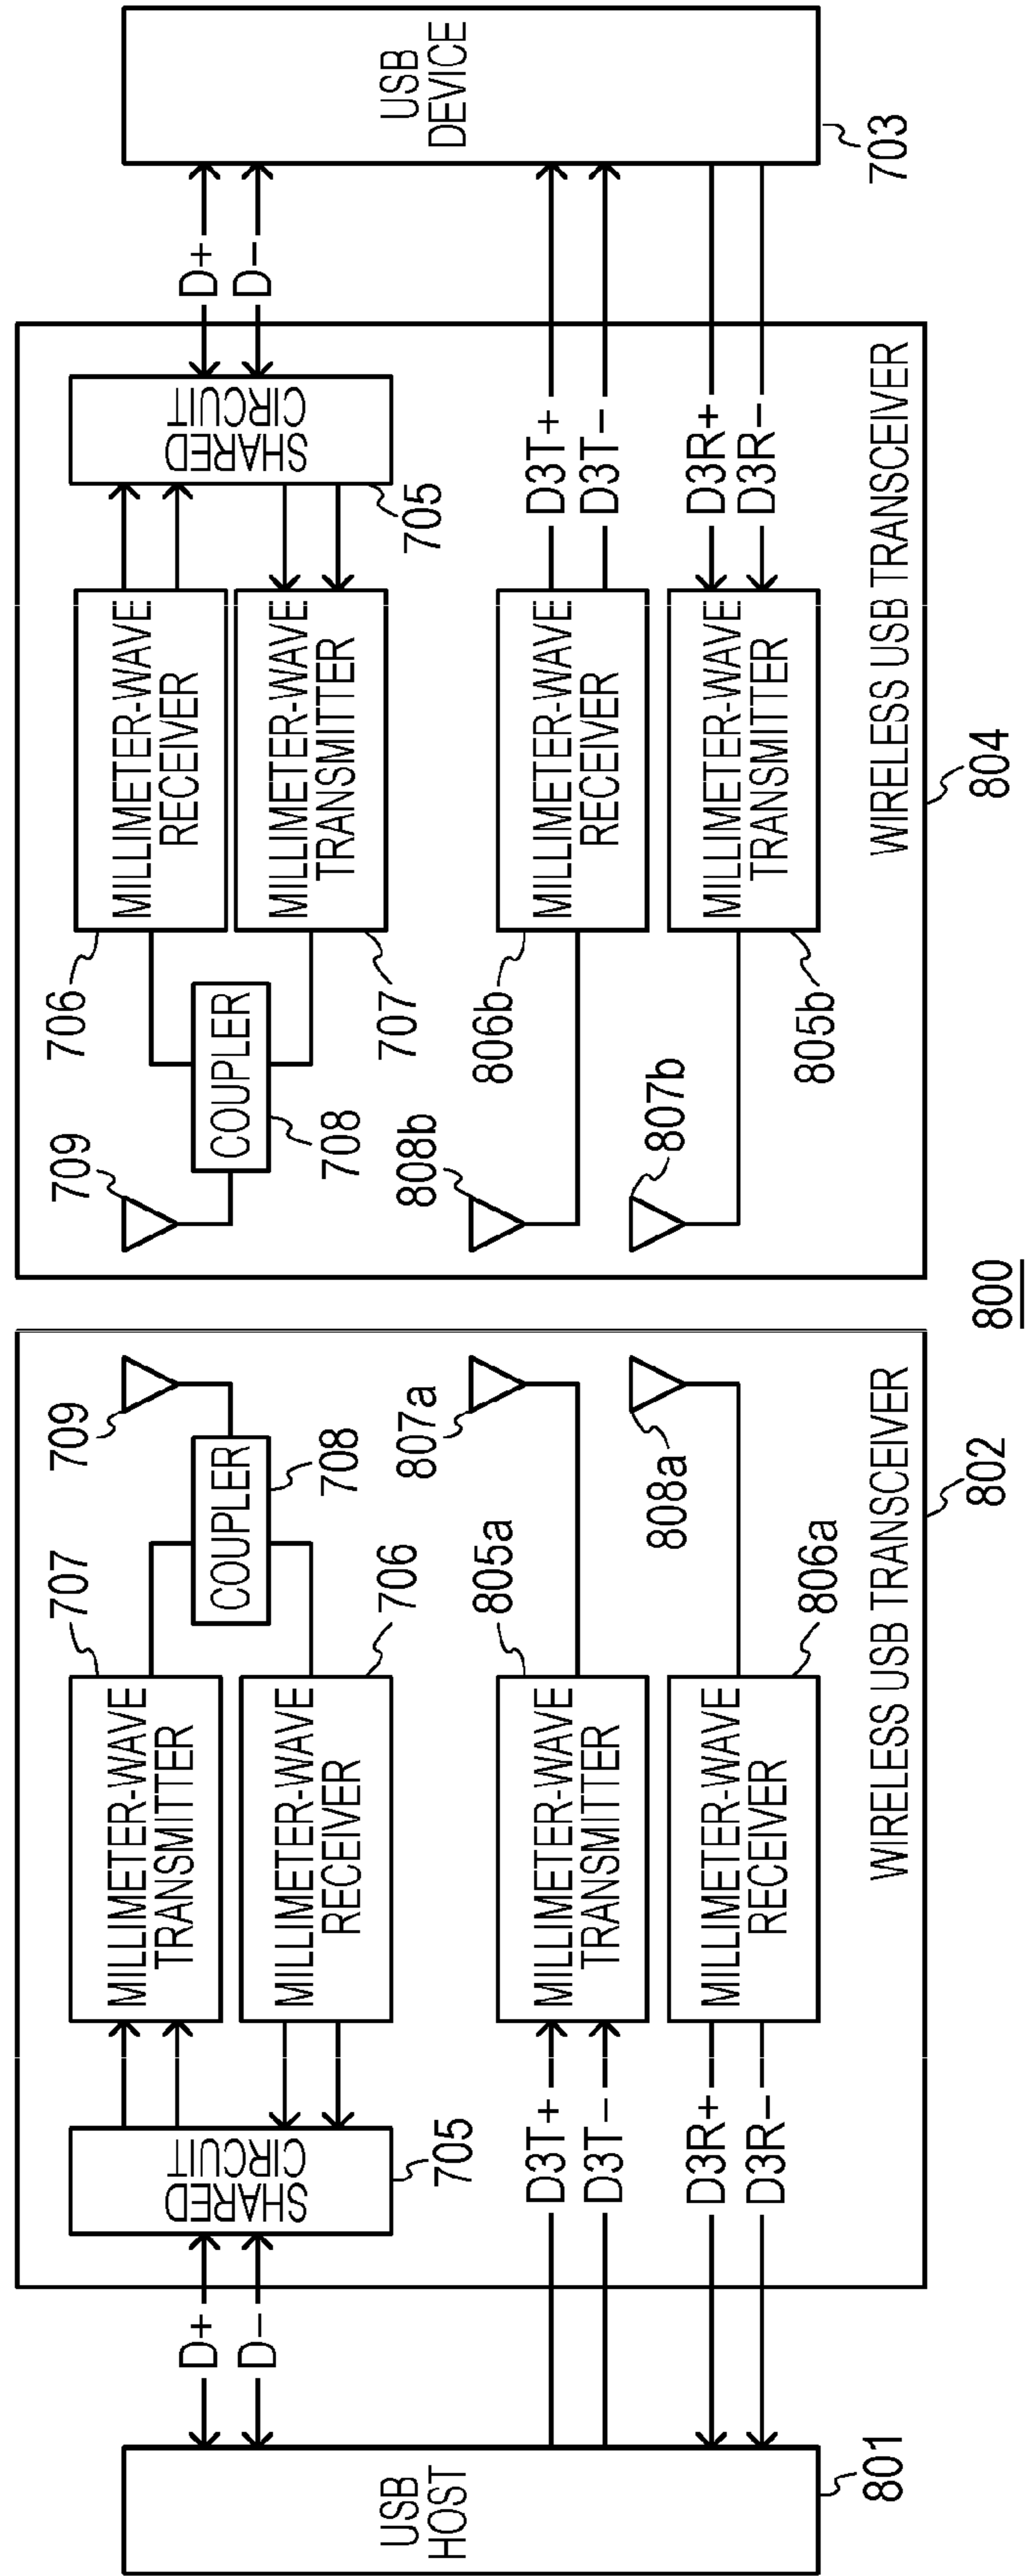 USB
HOST
801
D+
D-
D3T+
D3T-
D3R+
D3R-
SHARED
CIRCUIT
705
MILLIMETER-WAVE
TRANSMITTER
707
MILLIMETER-WAVE
RECEIVER
706
COUPLER
708
709
MILLIMETER-WAVE
TRANSMITTER
805a
807a
MILLIMETER-WAVE
RECEIVER
806a
808a
WIRELESS USB TRANSCEIVER
802
800
709
COUPLER
708
706
MILLIMETER-WAVE
RECEIVER
707
MILLIMETER-WAVE
TRANSMITTER
SHARED
CIRCUIT
705
D+
D-
808b
806b
MILLIMETER-WAVE
RECEIVER
D3T+
D3T-
807b
805b
MILLIMETER-WAVE
TRANSMITTER
D3R+
D3R-
WIRELESS USB TRANSCEIVER
804
USB
DEVICE
703